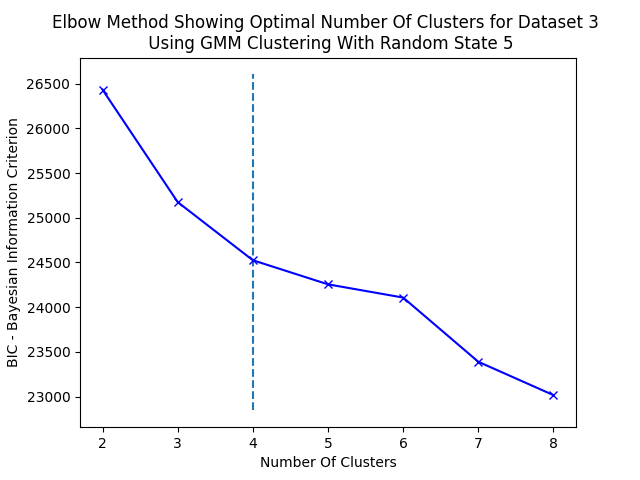 Elbow Method Showing Optimal Number Of Clusters for Dataset 3
Using GMM Clustering With Random State 5
BIC - Bayesian Information Criterion
26500
26000
25500
25000
24500
24000
23500
23000
2 3 4 5 6 7 8
Number Of Clusters